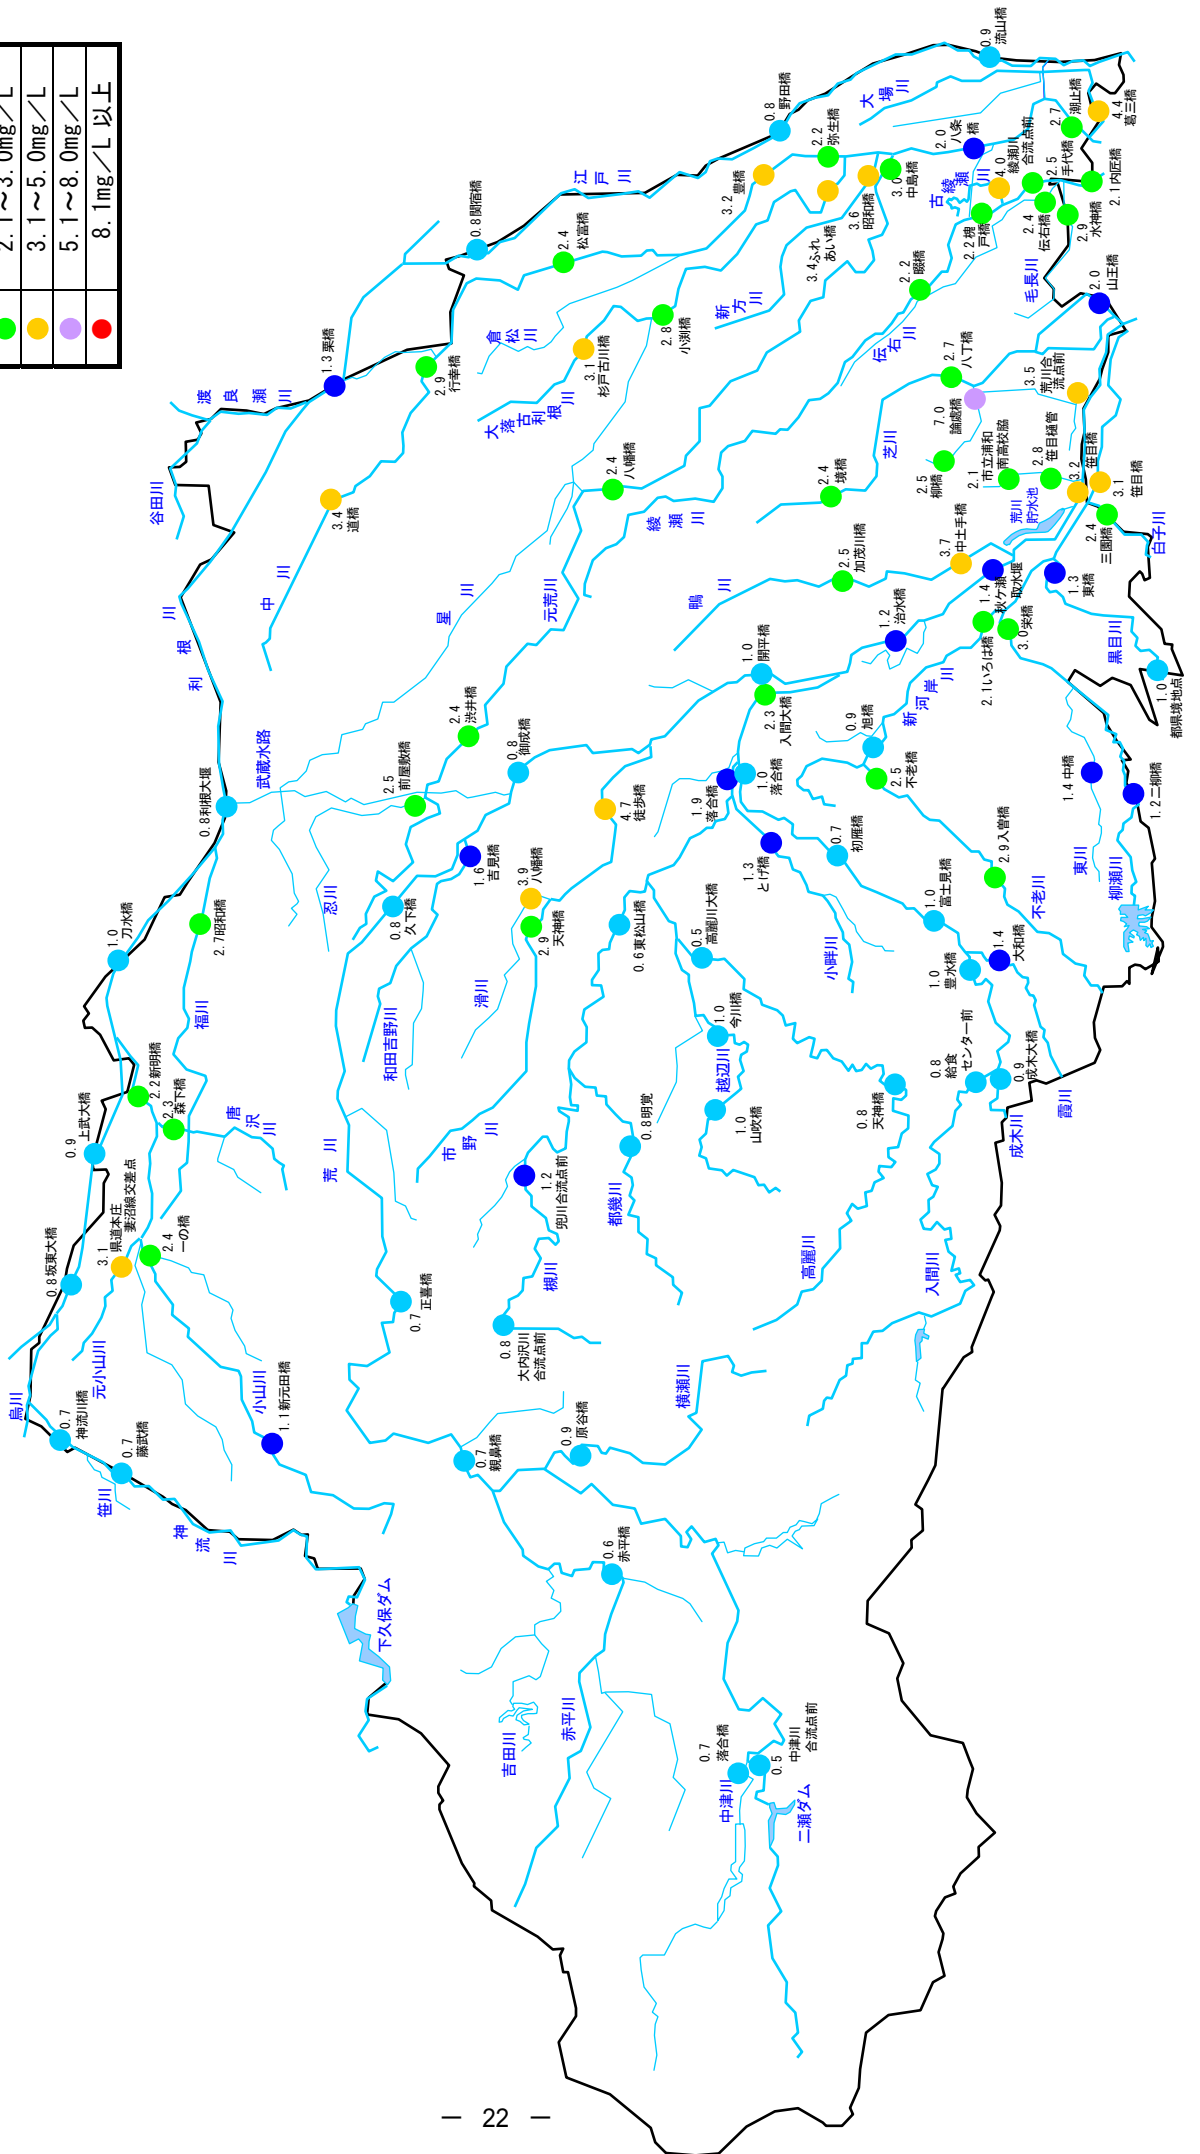 2.1～3.0mg／L
3.1～5.0mg／L
5.1～8.0mg／L
8.1mg／L 以上
烏川
0.7
神流川橋
0.7
藤武橋
笹川
神流川
下久保ダム
0.8坂東大橋
元小山川
3.1
県道本庄
妻沼線交差点
2.4
一の橋
小山川
1.1新元田橋
0.9
上武大橋
2.2新明橋
2.3
森下橋
唐沢川
1.0
刀水橋
福川
2.7昭和橋
0.8利根大堰
武蔵水路
利根川
谷田川
渡良瀬川
1.3栗橋
3.4
道橋
中川
2.9
行幸橋
0.8関宿橋
江戸川
2.4
松富橋
倉松川
3.1
杉戸古川橋
大落古利根川
2.8
小渕橋
新方川
0.8
野田橋
3.2
豊橋
2.2
弥生橋
3.4ふれ
あい橋
3.6
昭和橋
3.0
中島橋
大場川
0.9
流山橋
2.0
八条
橋
古綾瀬川
4.0
綾瀬川
合流点前
2.5
手代橋
2.7
潮止橋
4.4
葛三橋
2.1内匠橋
2.9
水神橋
2.4
伝右橋
2.2槐
戸橋
2.2
畷橋
伝右川
毛長川
2.0
山王橋
星川
元荒川
2.4
八幡橋
綾瀬川
2.4
渋井橋
2.5
前屋敷橋
忍川
0.8
御成橋
1.6
吉見橋
0.8
久下橋
和田吉野川
荒川
0.7
正喜橋
0.7
親鼻橋
0.9
原谷橋
横瀬川
0.6
赤平橋
吉田川
赤平川
0.7
落合橋
中津川
0.5
中津川
合流点前
二瀬ダム
3.9
八幡橋
2.9
天神橋
滑川
市野川
4.7
徒歩橋
0.6東松山橋
1.2
兜川合流点前
槻川
0.8
大内沢川
合流点前
0.8明覚
都幾川
0.5
高麗川大橋
1.0
今川橋
越辺川
1.0
山吹橋
0.8
天神橋
高麗川
1.0
開平橋
2.3
入間大橋
1.9
落合橋
1.0
落合橋
1.3
とげ橋
小畔川
0.7
初雁橋
1.0
富士見橋
1.0
豊水橋
1.4
大和橋
0.8
給食
センター前
0.9
成木大橋
成木川
霞川
入間川
鴨川
2.5
加茂川橋
3.7
中土手橋
1.2
治水橋
1.4
秋ケ瀬
取水堰
芝川
2.4
境橋
2.7
八丁橋
7.0
論處橋
2.5
柳橋
2.1
市立浦和
南高校脇
2.8
笹目樋管
3.5
荒川合
流点前
3.2
笹目橋
3.1
笹目橋
荒川
貯水池
2.4
三園橋
白子川
1.3
東橋
黒目川
1.0
都県境地点
3.0栄橋
2.1いろは橋
新河岸川
0.9
旭橋
2.5
不老橋
2.9入曽橋
不老川
1.4中橋
東川
1.2二柳橋
柳瀬川
― 22 ―